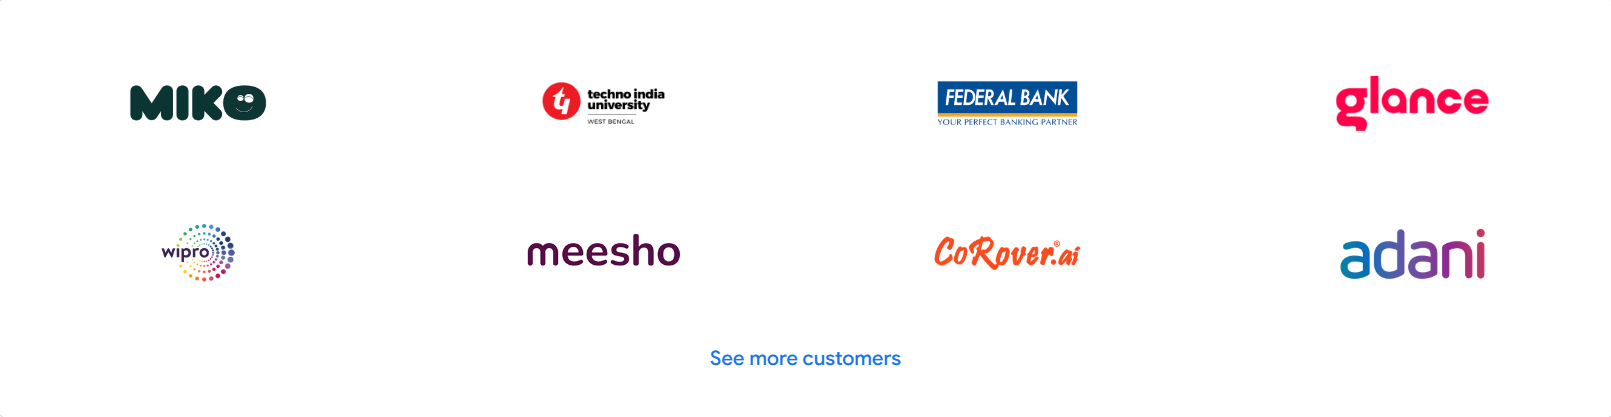 MIKO
techno india
university
WEST BENGAL
FEDERAL BANK
YOUR PERFECT BANKING PARTNER
glance
wipro
meesho
CoRover.ai®
adani
See more customers